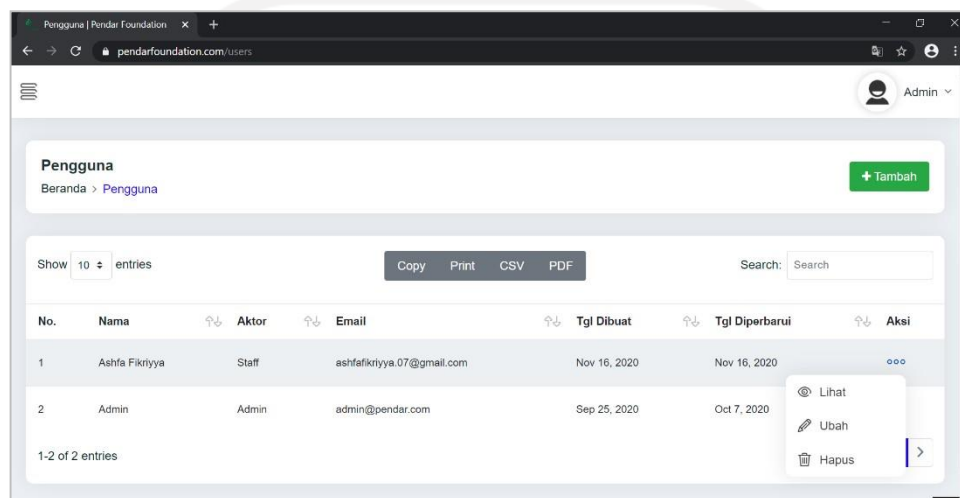 Pengguna | Pendar Foundation
pendarfoundation.com/users
Admin
Pengguna
Beranda > Pengguna
+ Tambah
Show 10 entries
Copy Print CSV PDF
Search: Search
No. Nama Aktor Email Tgl Dibuat Tgl Diperbarui Aksi
1 Ashfa Fikriyya Staff ashfafikriyya.07@gmail.com Nov 16, 2020 Nov 16, 2020
Lihat
2 Admin Admin admin@pendar.com Sep 25, 2020 Oct 7, 2020
Ubah
1-2 of 2 entries
Hapus